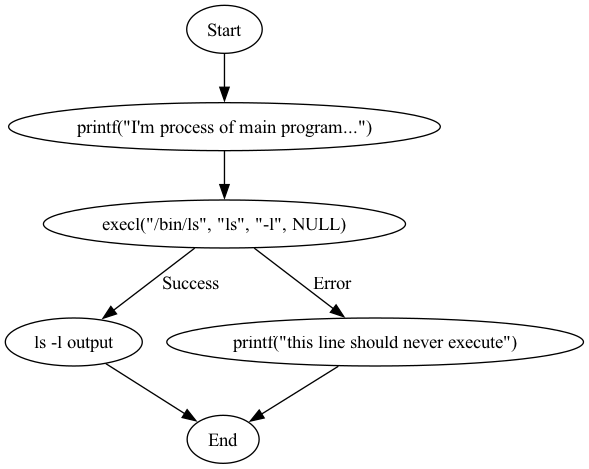 Start
printf("I'm process of main program...")
execl("/bin/ls", "ls", "-l", NULL)
Success
Error
ls -l output
printf("this line should never execute")
End